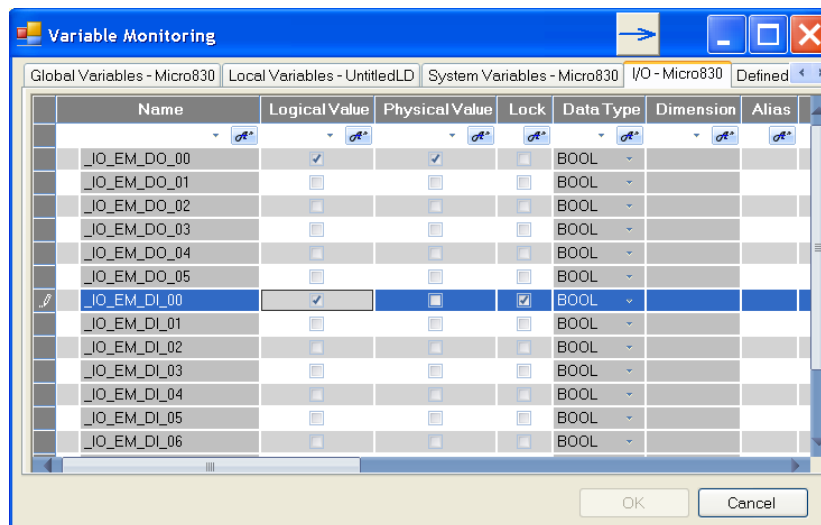 Variable Monitoring
Global Variables - Micro830 Local Variables - UntitledLD System Variables - Micro830 I/O - Micro830 Defined
Name Logical Value Physical Value Lock Data Type Dimension Alias
_IO_EM_DO_00 BOOL
_IO_EM_DO_01 BOOL
_IO_EM_DO_02 BOOL
_IO_EM_DO_03 BOOL
_IO_EM_DO_04 BOOL
_IO_EM_DO_05 BOOL
_IO_EM_DI_00 BOOL
_IO_EM_DI_01 BOOL
_IO_EM_DI_02 BOOL
_IO_EM_DI_03 BOOL
_IO_EM_DI_04 BOOL
_IO_EM_DI_05 BOOL
_IO_EM_DI_06 BOOL
OK Cancel